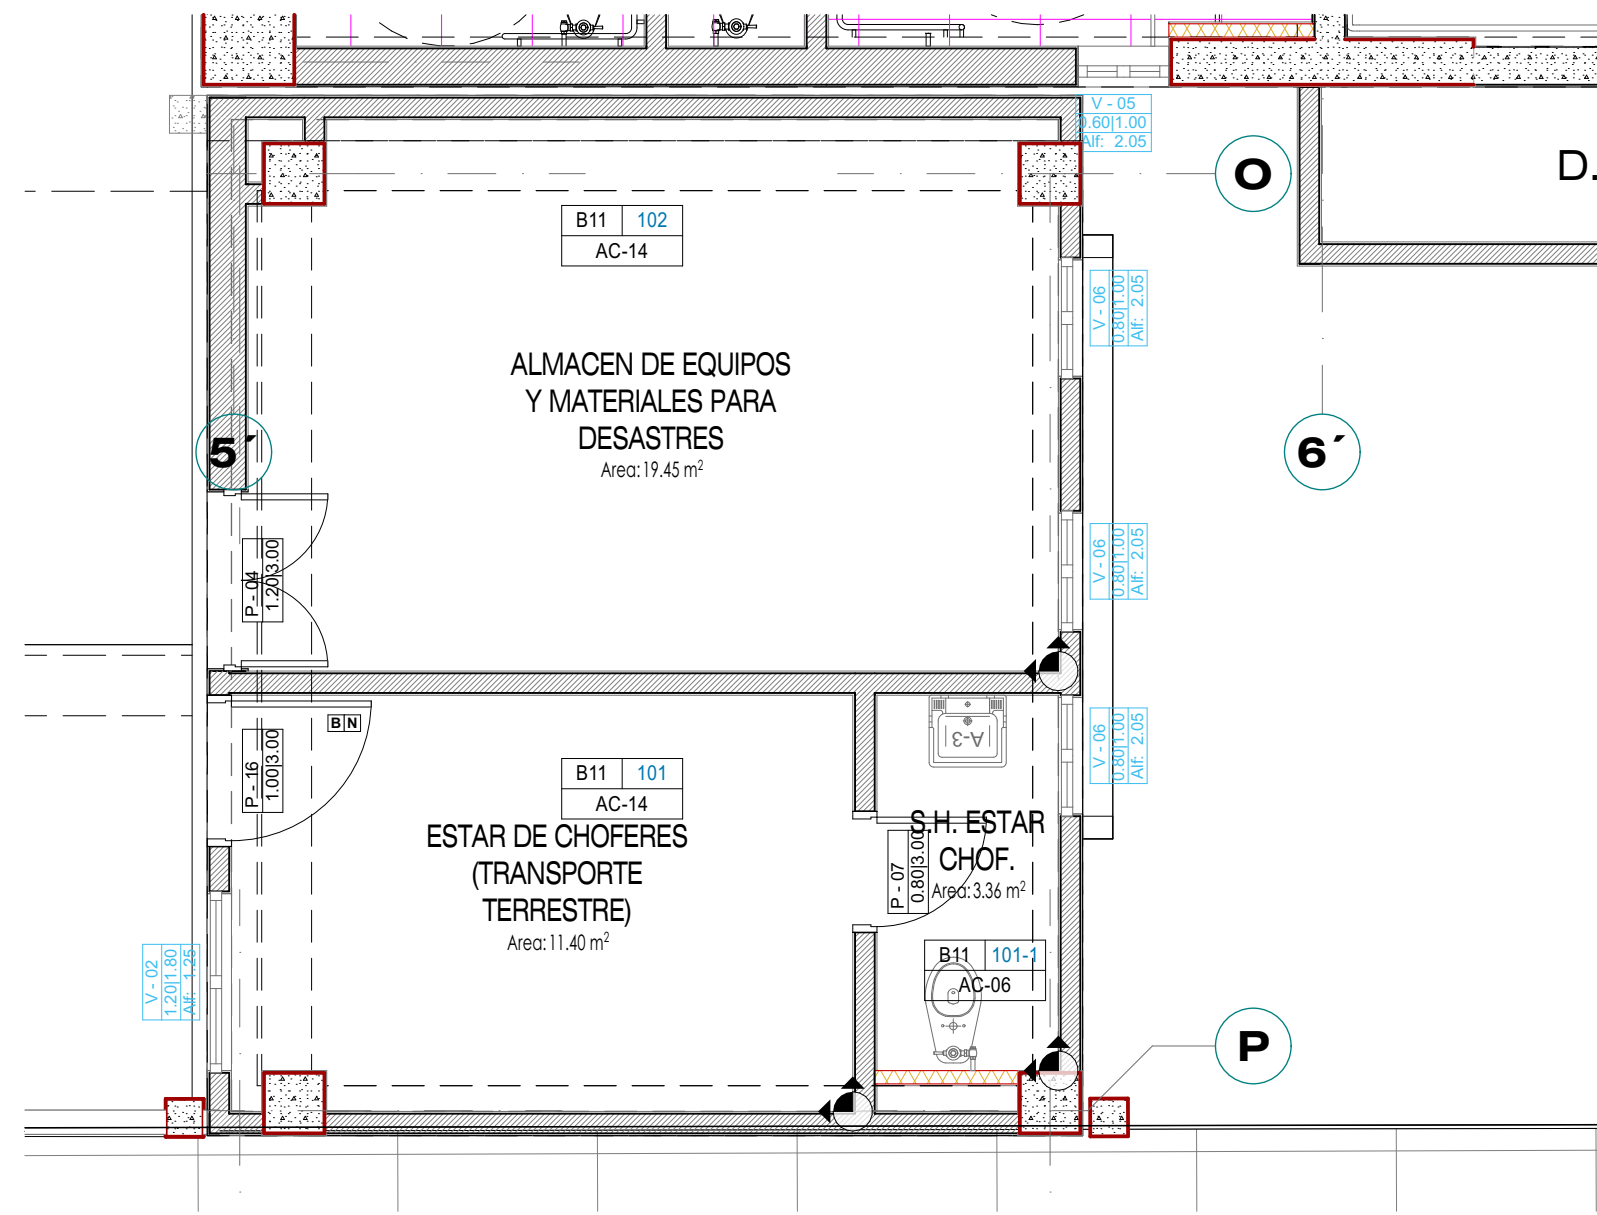 V - 05
0.60|1.00
Alf: 2.05
O
D.
B11 102
AC-14
V - 06
0.80|1.00
Alf: 2.05
ALMACEN DE EQUIPOS
Y MATERIALES PARA
DESASTRES
Area: 19.45 m²
5´
6´
P - 04
1.20|3.00
V - 06
0.80|1.00
Alf: 2.05
B N
P - 16
1.00|3.00
B11 101
AC-14
ESTAR DE CHOFERES
(TRANSPORTE
TERRESTRE)
Area: 11.40 m²
A-3
V - 06
0.80|1.00
Alf: 2.05
S.H. ESTAR
CHOF.
Area: 3.36 m²
P - 07
0.80|3.00
B11 101-1
AC-06
V - 02
1.20|1.80
Alf: 1.25
P